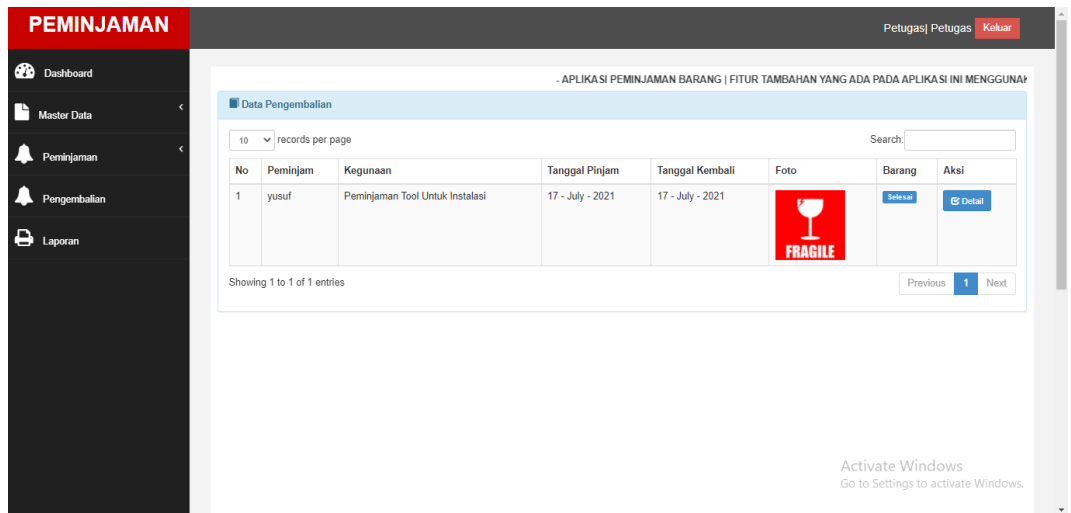 PEMINJAMAN
Petugas| Petugas Keluar
Dashboard
Master Data
Peminjaman
Pengembalian
Laporan
- APLIKASI PEMINJAMAN BARANG | FITUR TAMBAHAN YANG ADA PADA APLIKASI INI
Data Pengembalian
10 records per page Search:
No Peminjam Kegunaan Tanggal Pinjam Tanggal Kembali Foto Barang Aksi
1 yusuf Peminjaman Tool Untuk Instalasi 17 - July - 2021 17 - July - 2021 Selesai Detail
FRAGILE
Showing 1 to 1 of 1 entries Previous 1 Next
Activate Windows
Go to Settings to activate Windows.